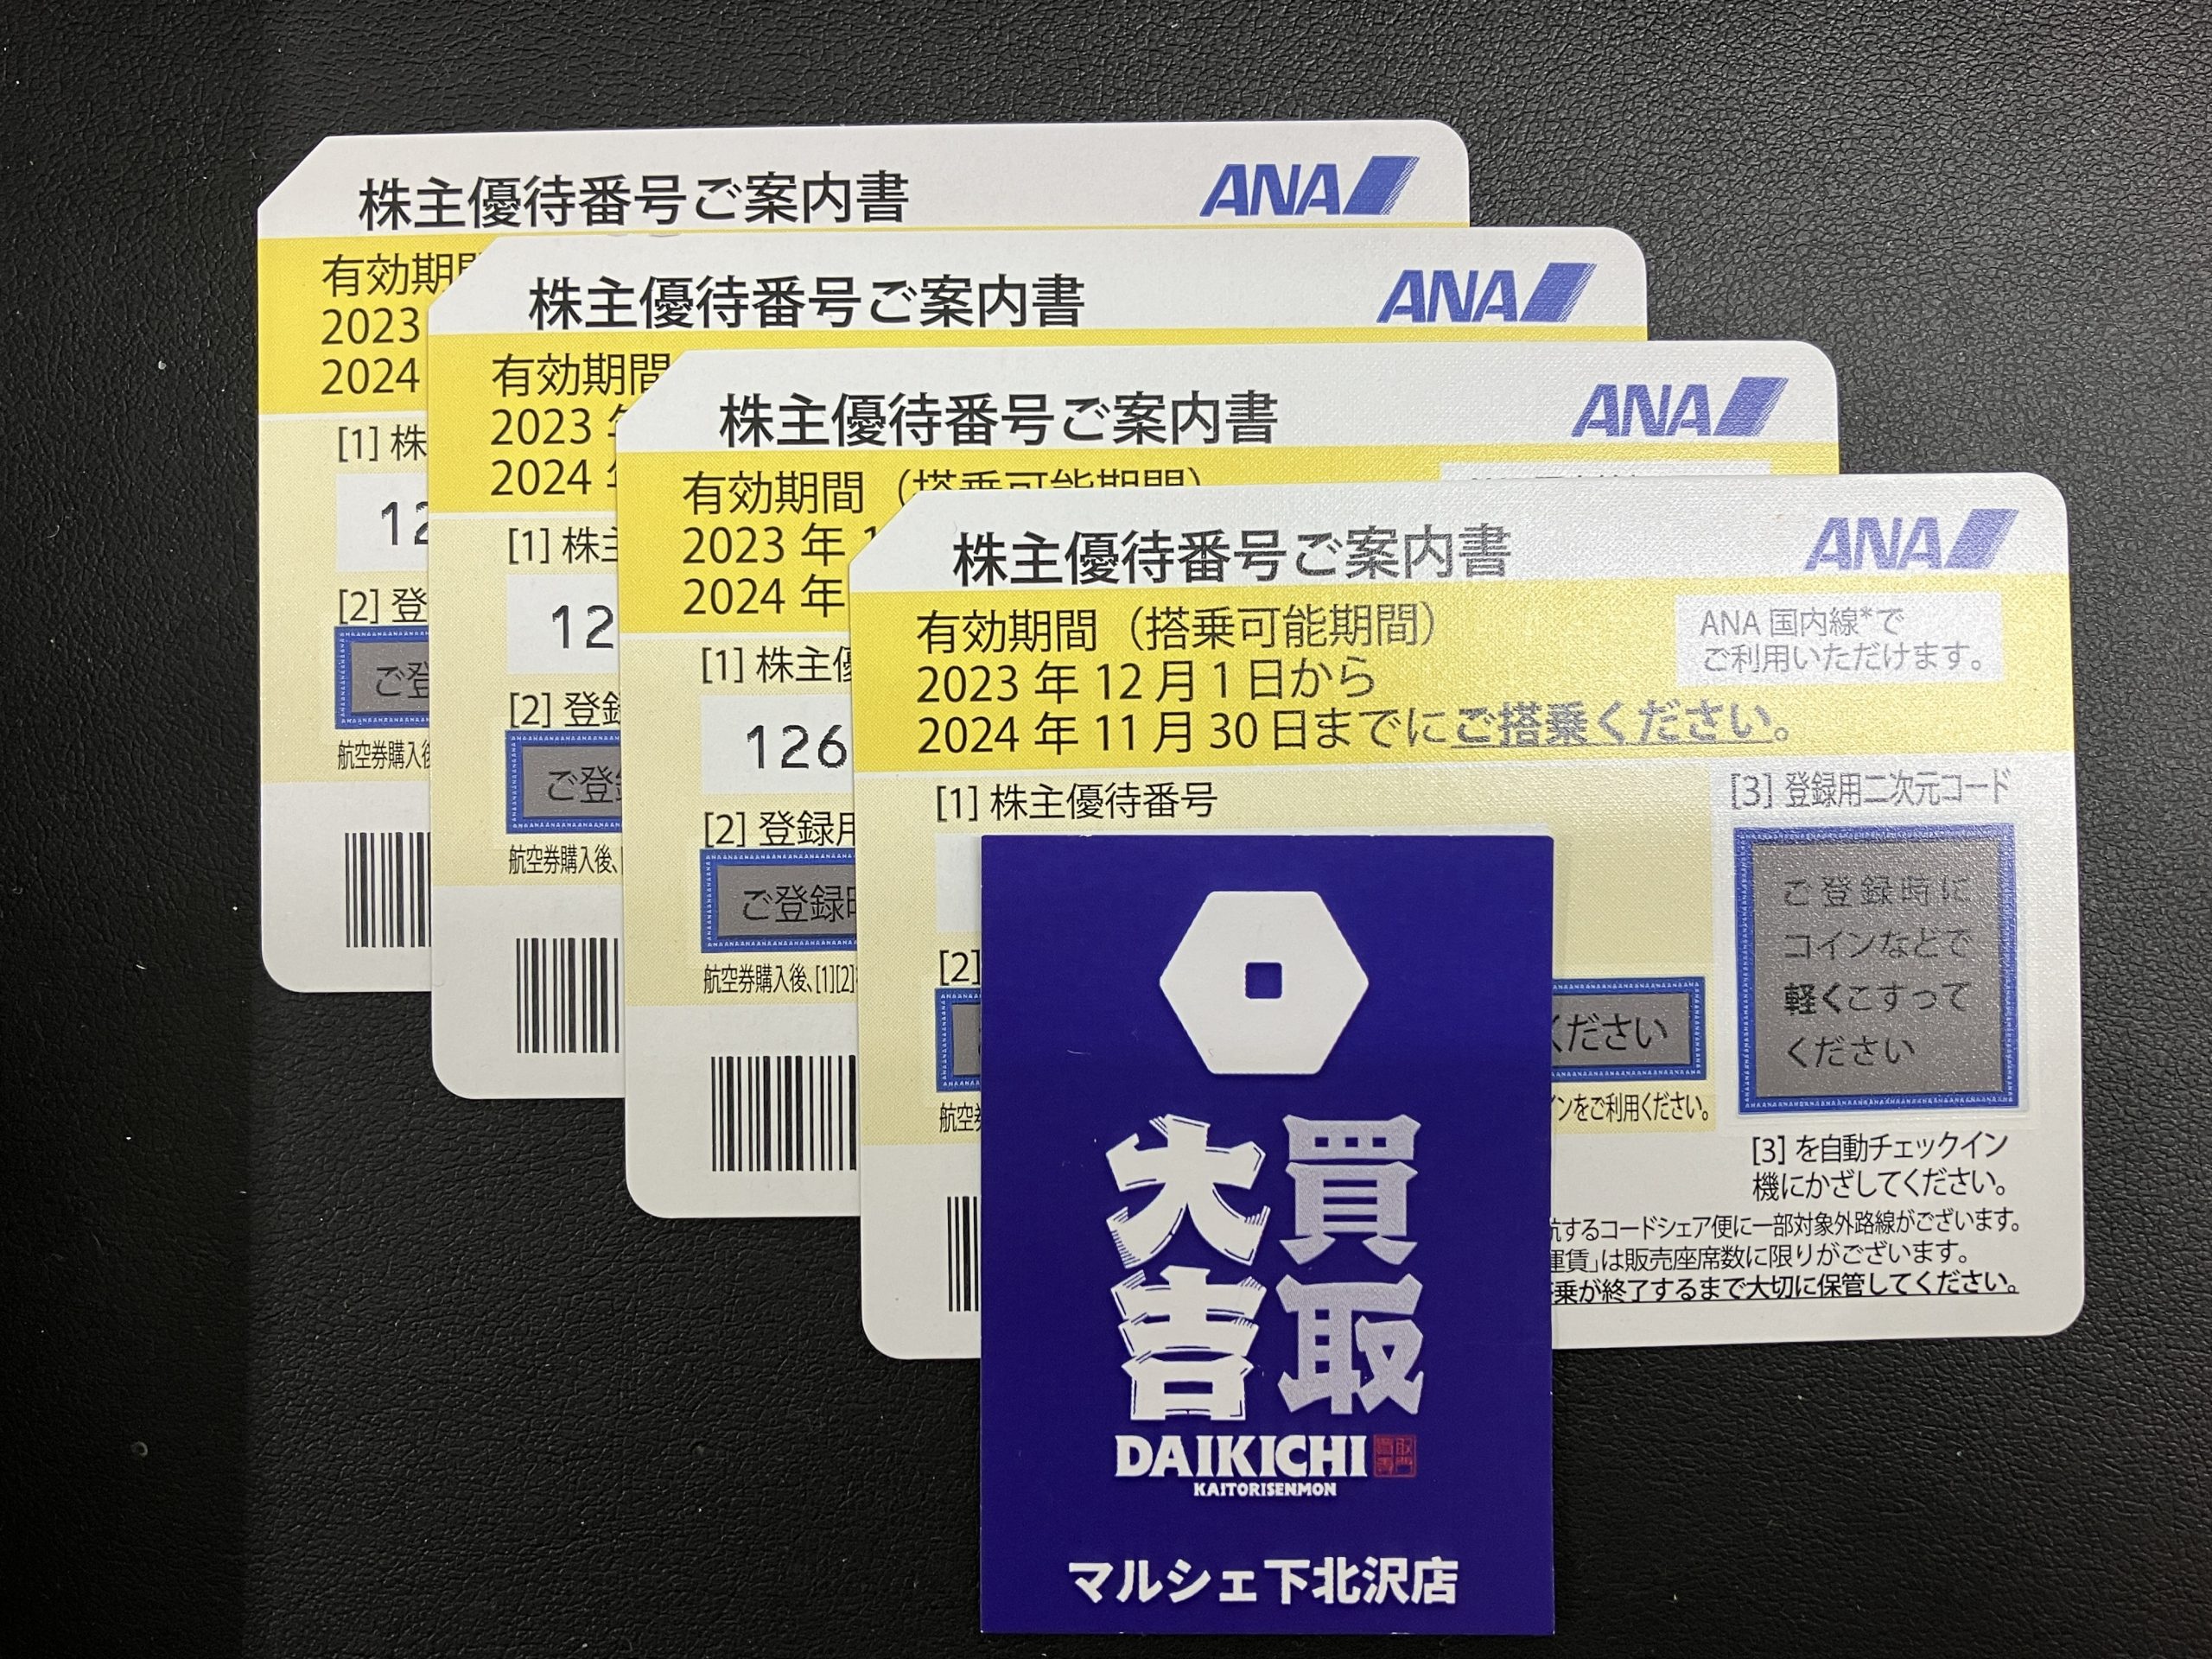 株主優待番号ご案内書 ANA
有効期
2023
2024
[1] 株
12
[2] 登
ご登
航空券購入後
株主優待番号ご案内書 ANA
有効期間
2023
2024
[1] 株主
12
[2] 登録
ご登
航空券購入後、
株主優待番号ご案内書 ANA
有効期間（搭乗可能期間）
2023 年 1
2024 年
[1] 株主優
126
[2] 登録用
ご登録時
航空券購入後、[1][2]
株主優待番号ご案内書 ANA
有効期間（搭乗可能期間）
2023 年 12 月 1 日から
2024 年 11 月 30 日までにご搭乗ください。
ANA 国内線*で
ご利用いただけます。
[1] 株主優待番号
[2]
ください
航空
インをご利用ください。
[3] 登録用二次元コード
ご登録時に
コインなどで
軽くこすって
ください
[3] を自動チェックイン
機にかざしてください。
航するコードシェア便に一部対象外路線がございます。
運賃」は販売座席数に限りがございます。
乗が終了するまで大切に保管してください。
買取
大吉
DAIKICHI
KAITORISENMON
マルシェ下北沢店